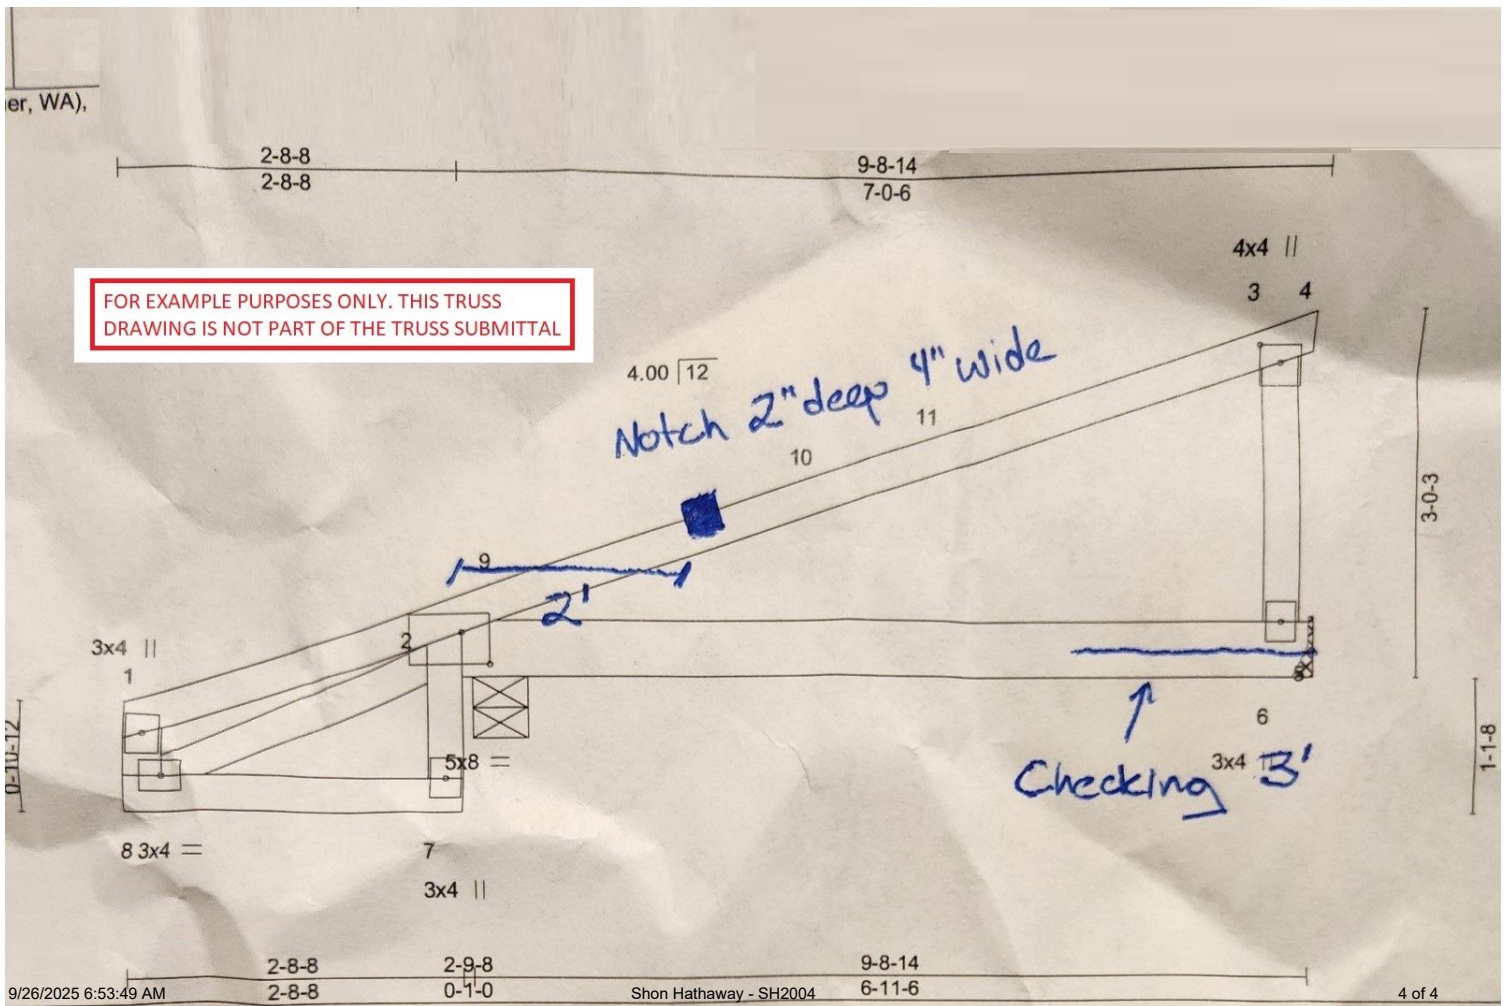 er, WA),
2-8-8
2-8-8
9-8-14
7-0-6
4x4 ||
3 4
FOR EXAMPLE PURPOSES ONLY. THIS TRUSS
DRAWING IS NOT PART OF THE TRUSS SUBMITTAL
4.00 12
Notch 2" deep 4" wide
11
10
3-0-3
9
2'
2
3x4 ||
1
0-10-12
5x8 =
6
3x4
Checking 3'
1-1-8
8 3x4 =
7
3x4 ||
2-8-8
2-9-8
9-8-14
2-8-8
0-1-0
6-11-6
9/26/2025 6:53:49 AM
Shon Hathaway - SH2004
4 of 4